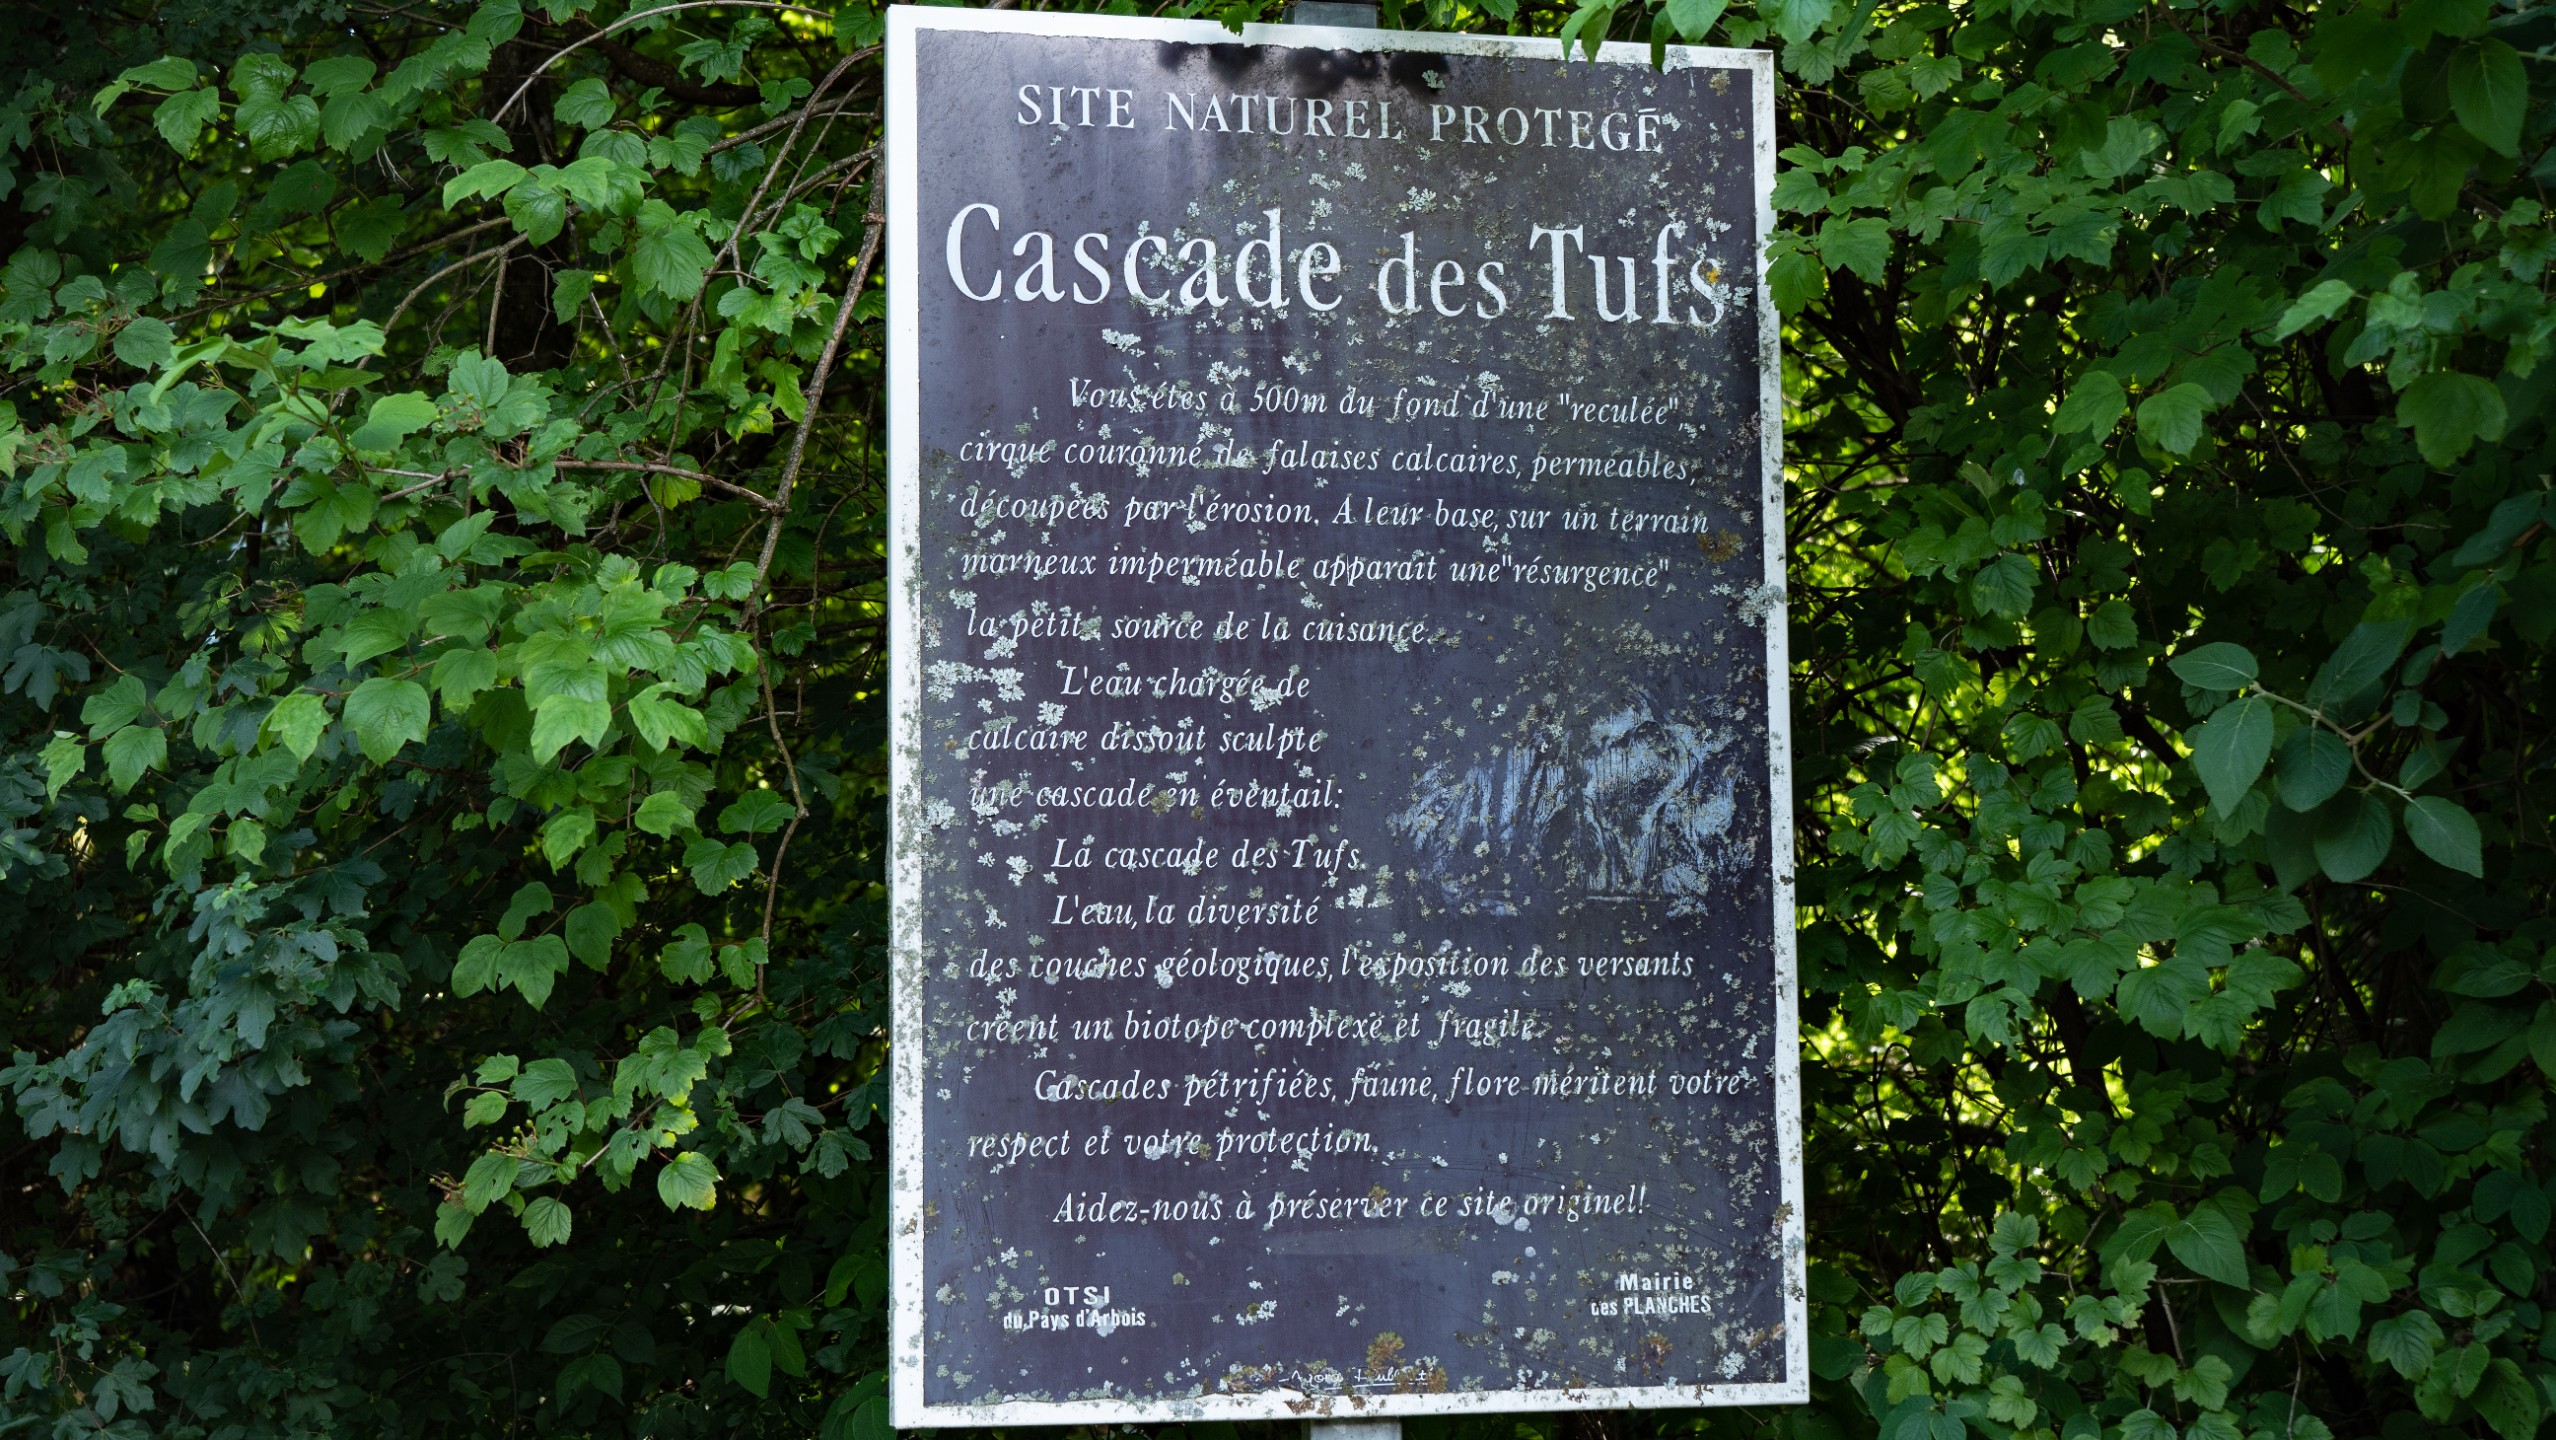 SITE NATUREL PROTEGÉ
Cascade des Tufs
Vous êtes à 500m du fond d'une "reculée",
cirque couronné de falaises calcaires, perméables,
découpées par l'érosion. A leur base, sur un terrain
marneux imperméable apparaît une "résurgence"
la petite source de la cuisance.
L'eau chargée de
calcaire dissout sculpte
une cascade en éventail:
La cascade des Tufs.
L'eau, la diversité
des couches géologiques, l'exposition des versants
créent un biotope complexe et fragile.
Cascades pétrifiées, faune, flore méritent votre
respect et votre protection.
Aidez-nous à préserver ce site originel!
OTSI
du Pays d'Arbois
Mairie
des PLANCHES